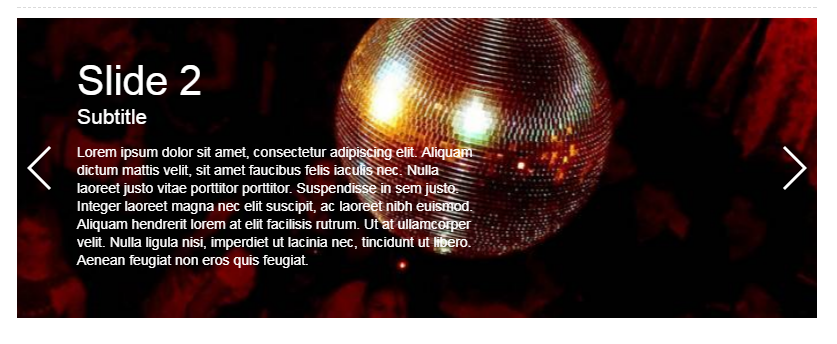 Slide 2
Subtitle
Lorem ipsum dolor sit amet, consectetur adipiscing elit. Aliquam
dictum mattis velit, sit amet faucibus felis iaculis nec. Nulla
laoreet justo vitae porttitor porttitor. Suspendisse in sem justo.
Integer laoreet magna nec elit suscipit, ac laoreet nibh euismod.
Aliquam hendrerit lorem at elit facilisis rutrum. Ut at ullamcorper
velit. Nulla ligula nisi, imperdiet ut lacinia nec, tincidunt ut libero.
Aenean feugiat non eros quis feugiat.